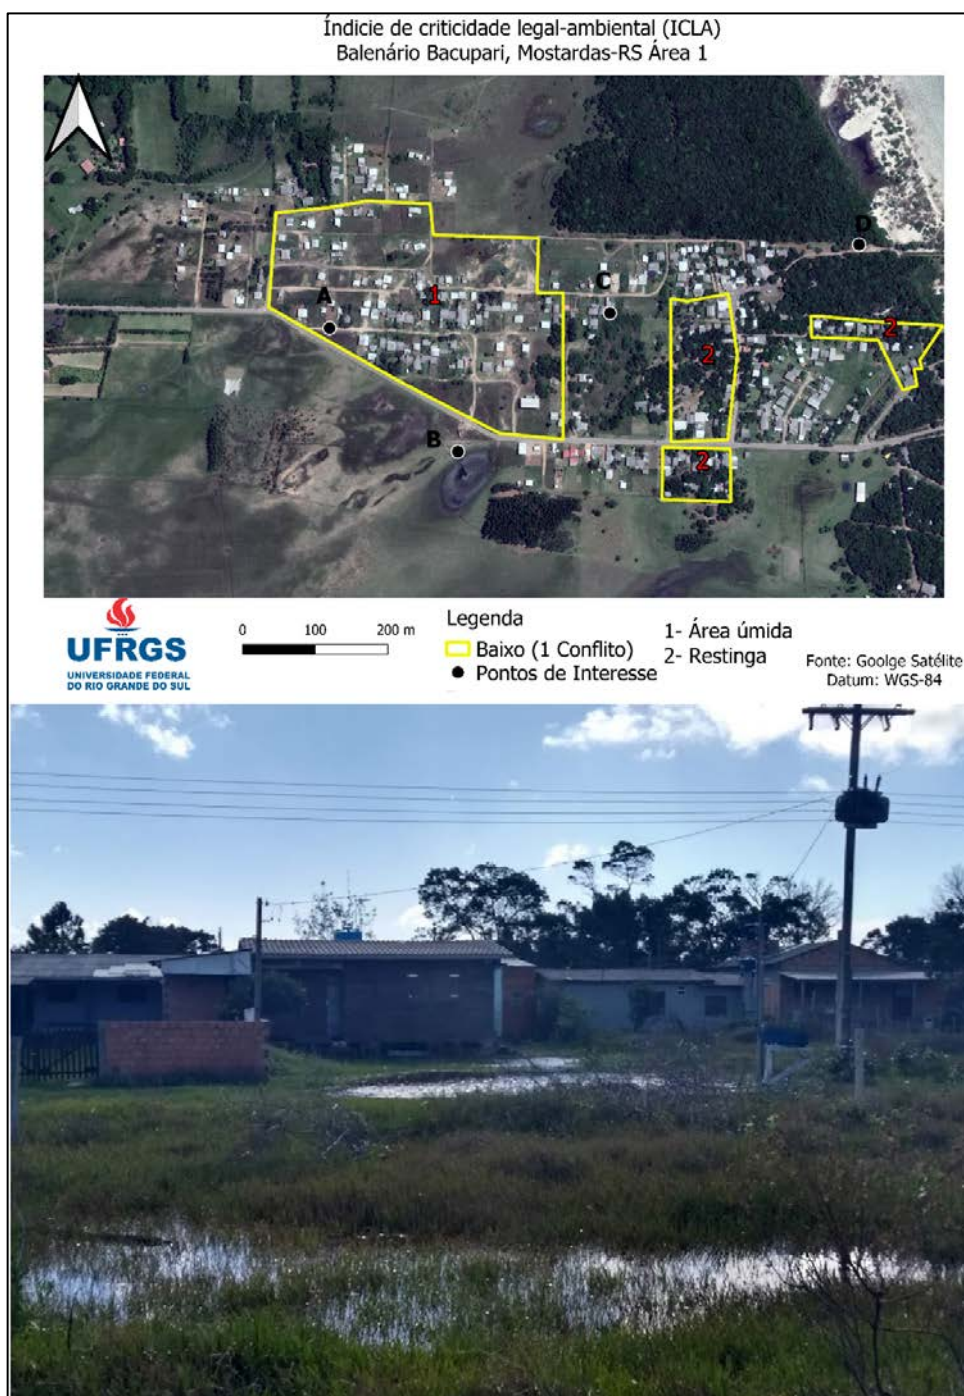 Índicie de criticidade legal-ambiental (ICLA)
Balenário Bacupari, Mostardas-RS Área 1
D
C
A
1
2
2
B
2
UFRGS
UNIVERSIDADE FEDERAL
DO RIO GRANDE DO SUL
0 100 200 m
Legenda
Baixo (1 Conflito)
Pontos de Interesse
1- Área úmida
2- Restinga
Fonte: Goolge Satélite
Datum: WGS-84